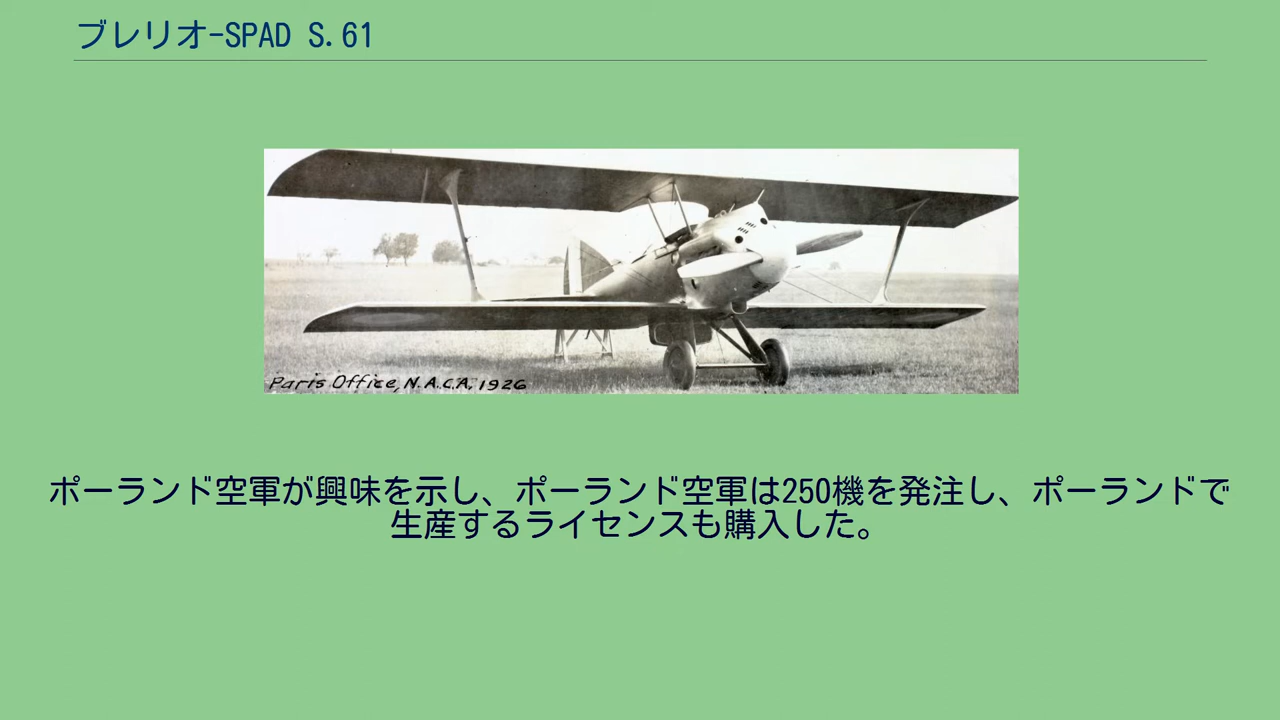 ブレリオ-SPAD S.61
Paris Office, N.A.C.A. 1926
ポーランド空軍が興味を示し、ポーランド空軍は250機を発注し、ポーランドで
生産するライセンスも購入した。